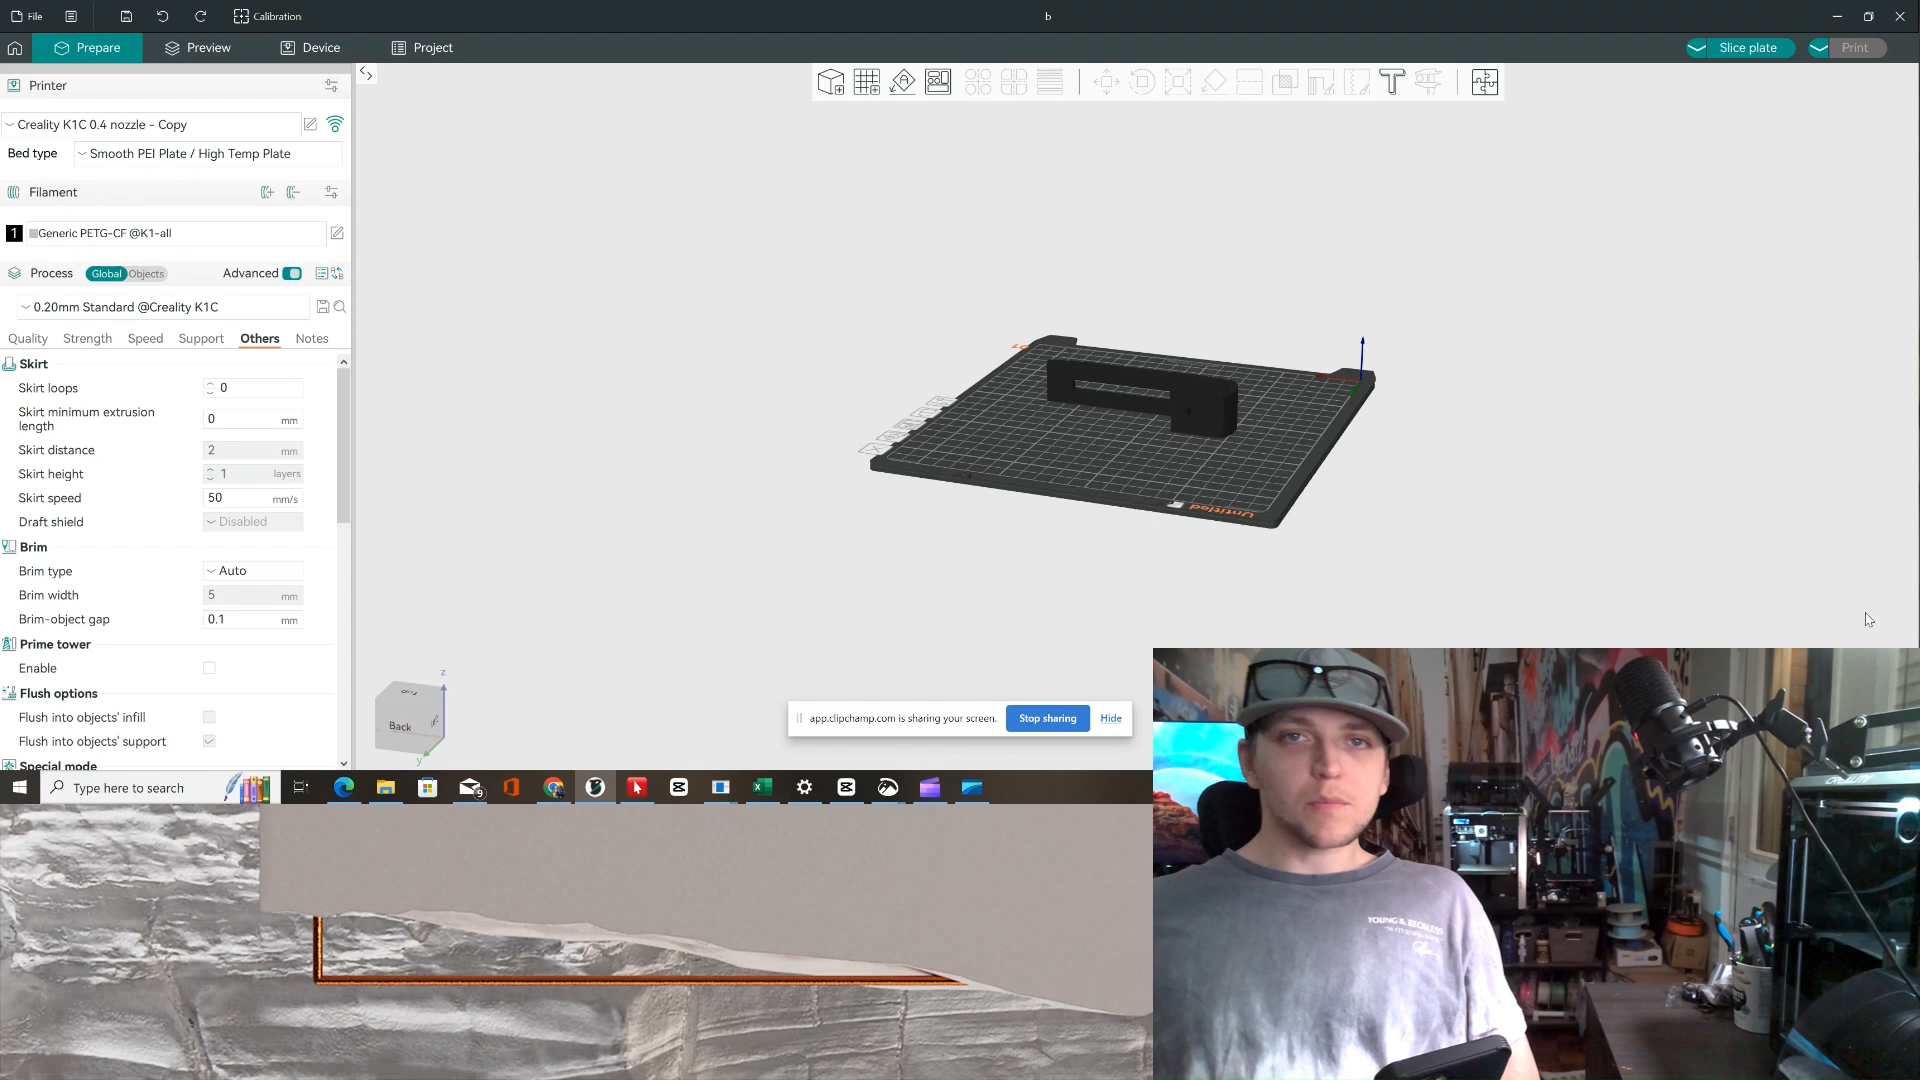 File
Calibration
b
Prepare
Preview
Device
Project
Slice plate
Print
Printer
Creality K1C 0.4 nozzle - Copy
Bed type
Smooth PEI Plate / High Temp Plate
Filament
1
Generic PETG-CF @K1-all
Process
Global
Objects
Advanced
0.20mm Standard @Creality K1C
Quality
Strength
Speed
Support
Others
Notes
Skirt
Skirt loops
0
Skirt minimum extrusion
length
0
mm
Skirt distance
2
mm
Skirt height
1
layers
Skirt speed
50
mm/s
Draft shield
Disabled
Brim
Brim type
Auto
Brim width
5
mm
Brim-object gap
0.1
mm
Prime tower
Enable
Flush options
Flush into objects' infill
Flush into objects' support
Special mode
Untitled
01
z
Back
y
app.clipchamp.com is sharing your screen.
Stop sharing
Hide
Type here to search
9
CREALITY
YOUNG & RECKLESS